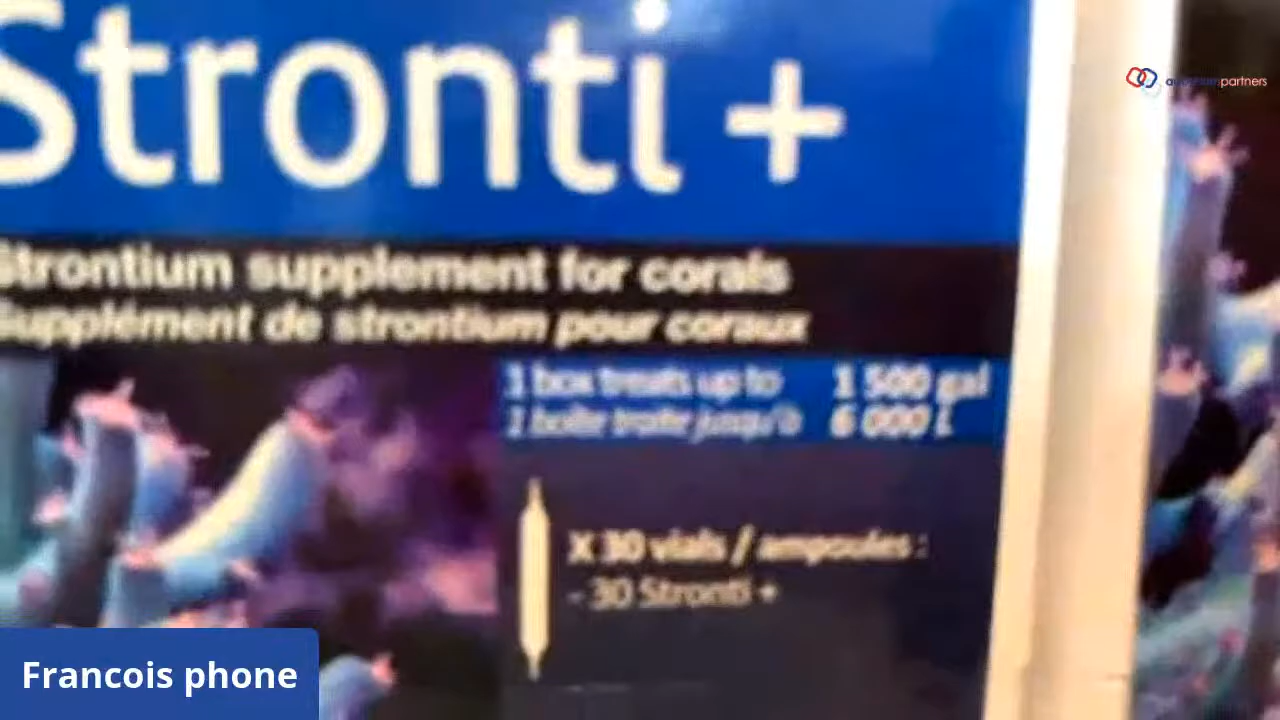 Stronti +
partners
Strontium supplement for corals
Supplément de strontium pour coraux
1 box treats up to 1 500 gal
1 boîte traite jusqu'à 6 000 l
X 30 vials / ampoules :
- 30 Stronti +
Francois phone